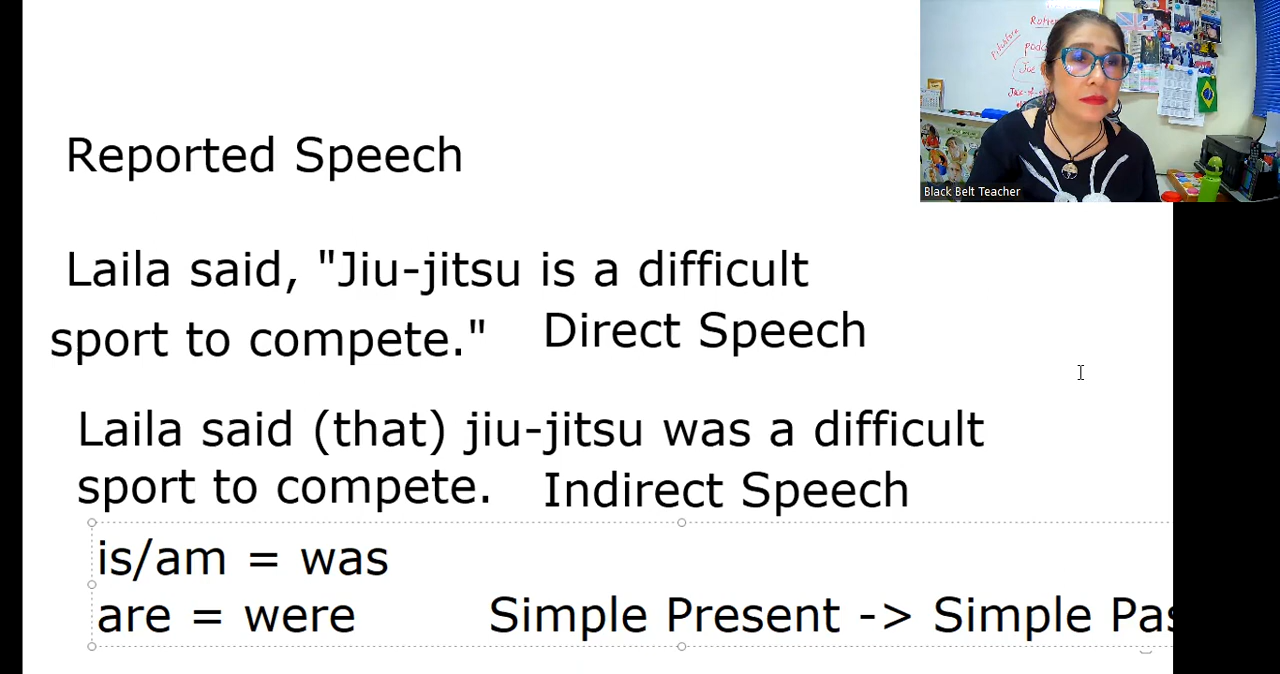 Reported Speech
Laila said, "Jiu-jitsu is a difficult
sport to compete." Direct Speech
Laila said (that) jiu-jitsu was a difficult
sport to compete. Indirect Speech
is/am = was
are = were Simple Present -> Simple Pas
Black Belt Teacher